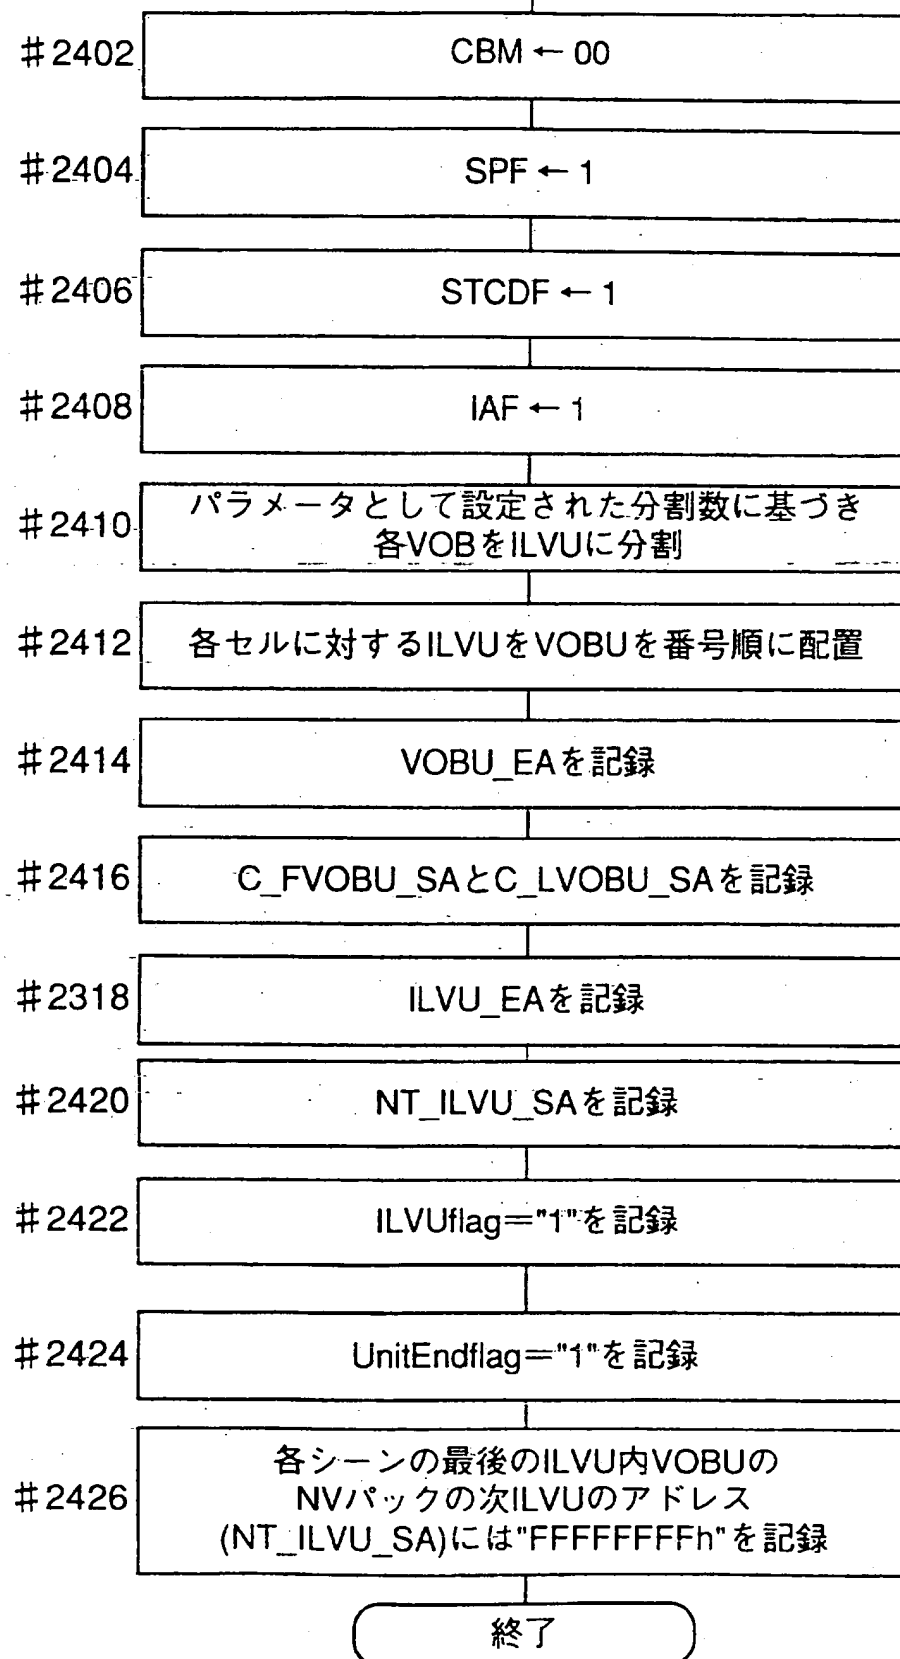 #2402 CBM ← 00
#2404 SPF ← 1
#2406 STCDF ← 1
#2408 IAF ← 1
#2410 パラメータとして設定された分割数に基づき
各VOBをILVUに分割
#2412 各セルに対するILVUをVOBUを番号順に配置
#2414 VOBU_EAを記録
#2416 C_FVOBU_SAとC_LVOBU_SAを記録
#2318 ILVU_EAを記録
#2420 NT_ILVU_SAを記録
#2422 ILVUflag="1"を記録
#2424 UnitEndflag="1"を記録
#2426 各シーンの最後のILVU内VOBUの
NVパックの次ILVUのアドレス
(NT_ILVU_SA)には"FFFFFFFFh"を記録
終了